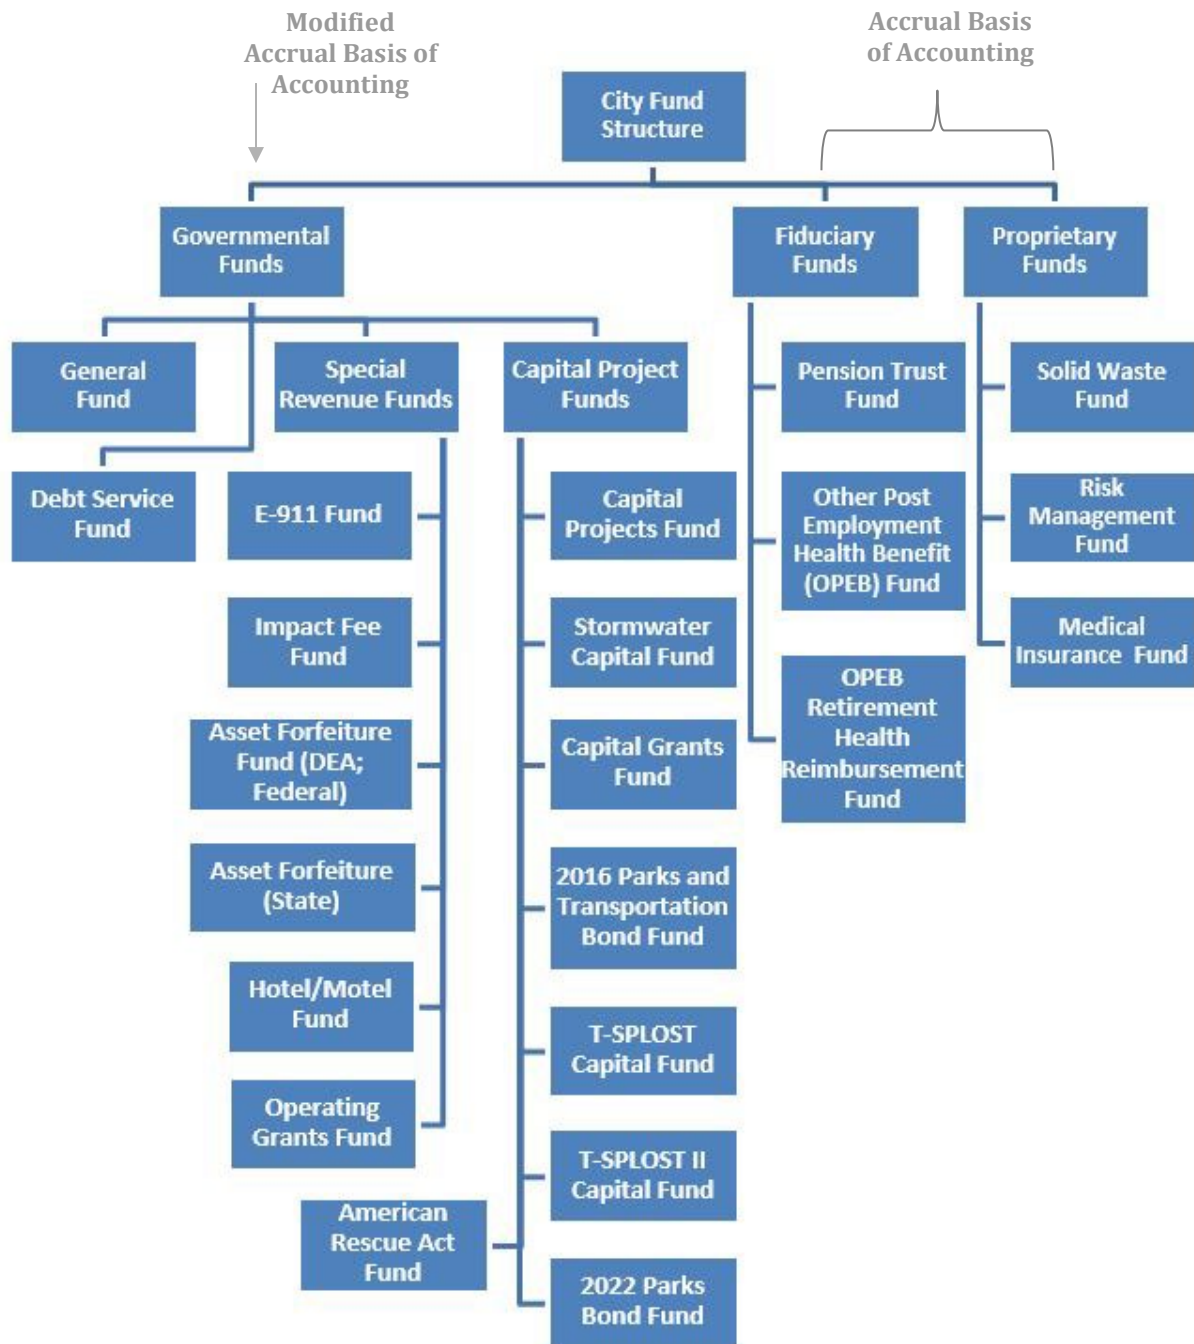 Modified
Accrual Basis of
Accounting
Accrual Basis
of Accounting
City Fund
Structure
Governmental
Funds
Fiduciary
Funds
Proprietary
Funds
General
Fund
Special
Revenue Funds
Capital Project
Funds
Pension Trust
Fund
Solid Waste
Fund
Debt Service
Fund
E-911 Fund
Capital
Projects Fund
Other Post
Employment
Health Benefit
(OPEB) Fund
Risk
Management
Fund
Impact Fee
Fund
Stormwater
Capital Fund
OPEB
Retirement
Health
Reimbursement
Fund
Medical
Insurance Fund
Asset Forfeiture
Fund (DEA;
Federal)
Capital Grants
Fund
Asset Forfeiture
(State)
2016 Parks and
Transportation
Bond Fund
Hotel/Motel
Fund
T-SPLOST
Capital Fund
Operating
Grants Fund
T-SPLOST II
Capital Fund
American
Rescue Act
Fund
2022 Parks
Bond Fund